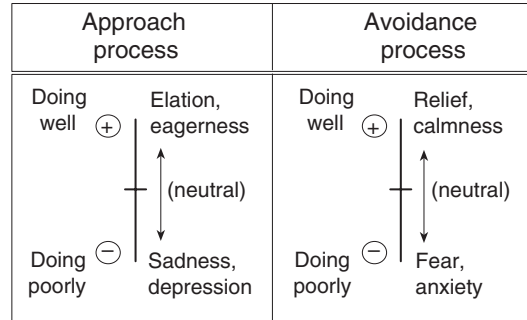 Approach
process
Avoidance
process
Doing
well
+
Elation,
eagerness
(neutral)
−
Doing
poorly
Sadness,
depression
Doing
well
+
Relief,
calmness
(neutral)
−
Doing
poorly
Fear,
anxiety